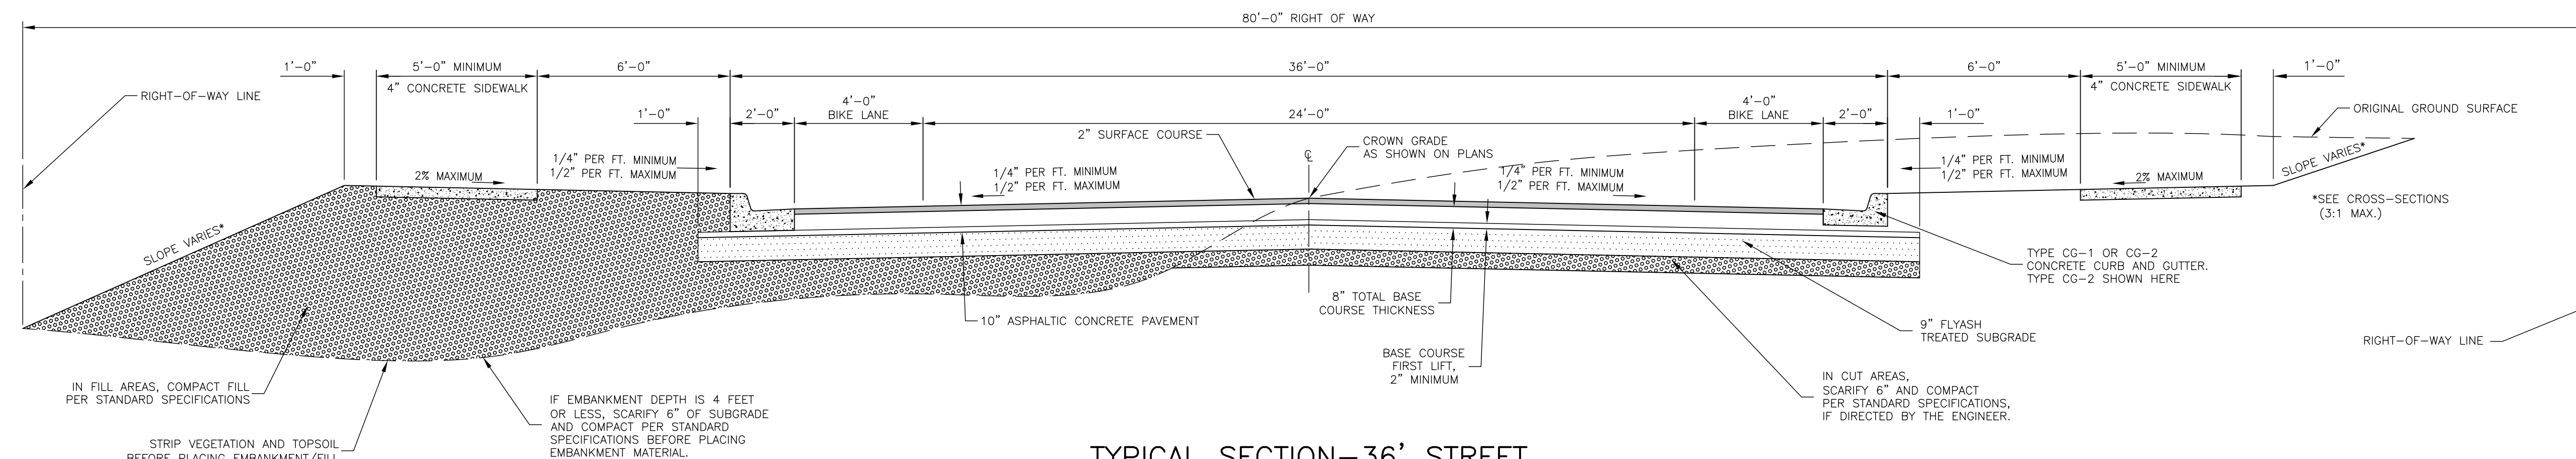 80'-0" RIGHT OF WAY
1'-0"
5'-0" MINIMUM
4" CONCRETE SIDEWALK
6'-0"
36'-0"
6'-0"
5'-0" MINIMUM
4" CONCRETE SIDEWALK
1'-0"
RIGHT-OF-WAY LINE
1'-0"
2'-0"
4'-0"
BIKE LANE
24'-0"
4'-0"
BIKE LANE
2'-0"
1'-0"
ORIGINAL GROUND SURFACE
2" SURFACE COURSE
CROWN GRADE
AS SHOWN ON PLANS
℄
1/4" PER FT. MINIMUM
1/2" PER FT. MAXIMUM
2% MAXIMUM
1/4" PER FT. MINIMUM
1/2" PER FT. MAXIMUM
1/4" PER FT. MINIMUM
1/2" PER FT. MAXIMUM
1/4" PER FT. MINIMUM
1/2" PER FT. MAXIMUM
2% MAXIMUM
SLOPE VARIES*
*SEE CROSS-SECTIONS
(3:1 MAX.)
SLOPE VARIES*
TYPE CG-1 OR CG-2
CONCRETE CURB AND GUTTER.
TYPE CG-2 SHOWN HERE
8" TOTAL BASE
COURSE THICKNESS
10" ASPHALTIC CONCRETE PAVEMENT
9" FLYASH
TREATED SUBGRADE
RIGHT-OF-WAY LINE
BASE COURSE
FIRST LIFT,
2" MINIMUM
IN FILL AREAS, COMPACT FILL
PER STANDARD SPECIFICATIONS
IF EMBANKMENT DEPTH IS 4 FEET
OR LESS, SCARIFY 6" OF SUBGRADE
AND COMPACT PER STANDARD
SPECIFICATIONS BEFORE PLACING
EMBANKMENT MATERIAL.
IN CUT AREAS,
SCARIFY 6" AND COMPACT
PER STANDARD SPECIFICATIONS,
IF DIRECTED BY THE ENGINEER.
STRIP VEGETATION AND TOPSOIL
BEFORE PLACING EMBANKMENT/FILL
TYPICAL SECTION-36' STREET